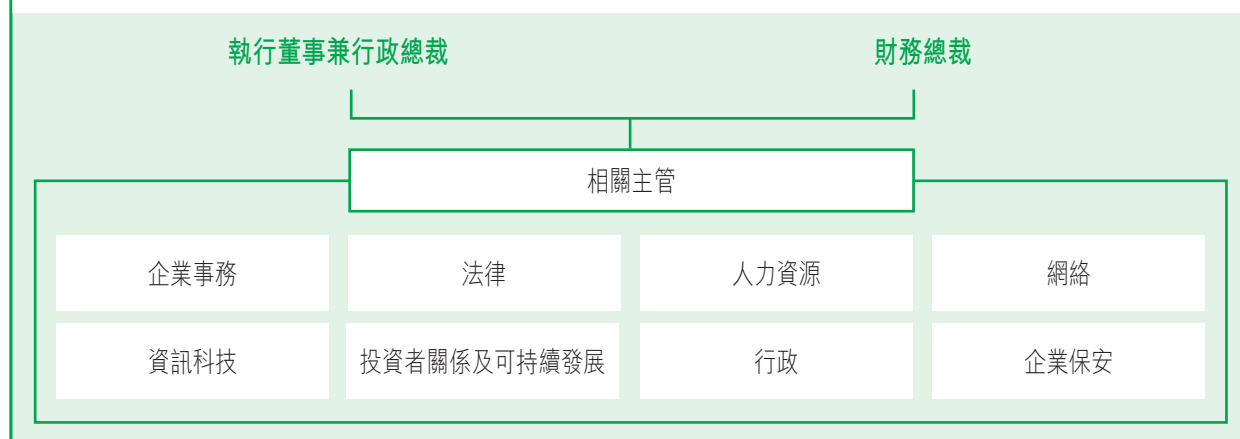 執行董事兼行政總裁
財務總裁
相關主管
企業事務
法律
人力資源
網絡
資訊科技
投資者關係及可持續發展
行政
企業保安